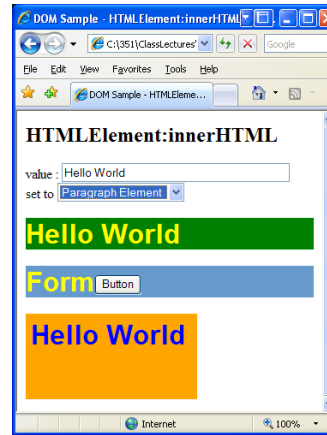 DOM Sample - HTMLElement:innerHTML
C:\351\ClassLectures'
Google
File Edit View Favorites Tools Help
DOM Sample - HTMLEleme...
HTMLElement:innerHTML
value : Hello World
set to Paragraph Element
Hello World
Form Button
Hello World
Internet 100%